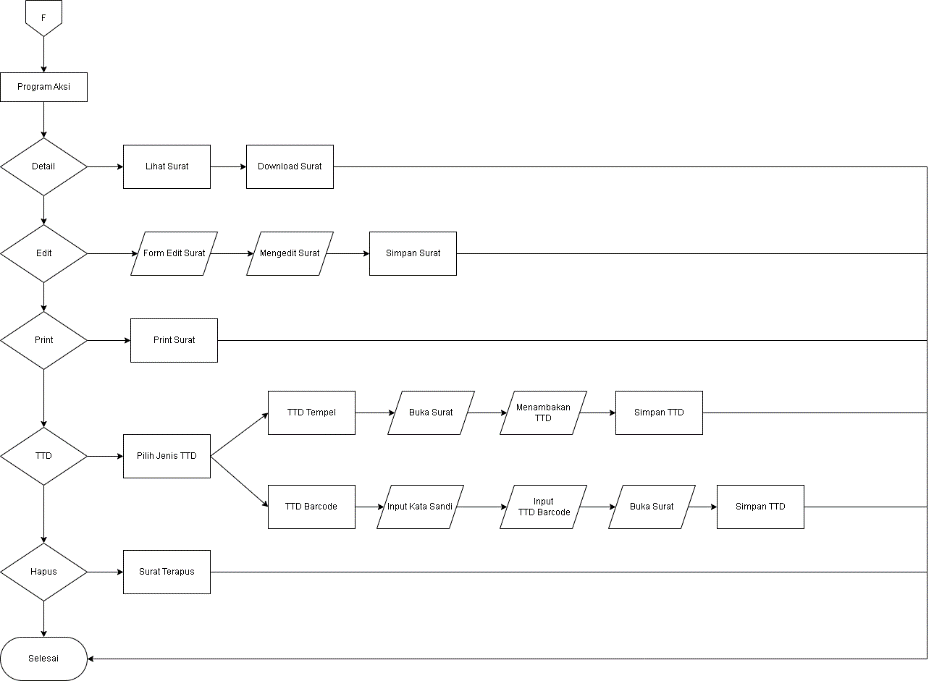 F
Program Aksi
Detail
Lihat Surat
Download Surat
Edit
Form Edit Surat
Mengedit Surat
Simpan Surat
Print
Print Surat
TTD
Pilih Jenis TTD
TTD Tempel
Buka Surat
Menambakan
TTD
Simpan TTD
TTD Barcode
Input Kata Sandi
Input
TTD Barcode
Buka Surat
Simpan TTD
Hapus
Surat Terapus
Selesai